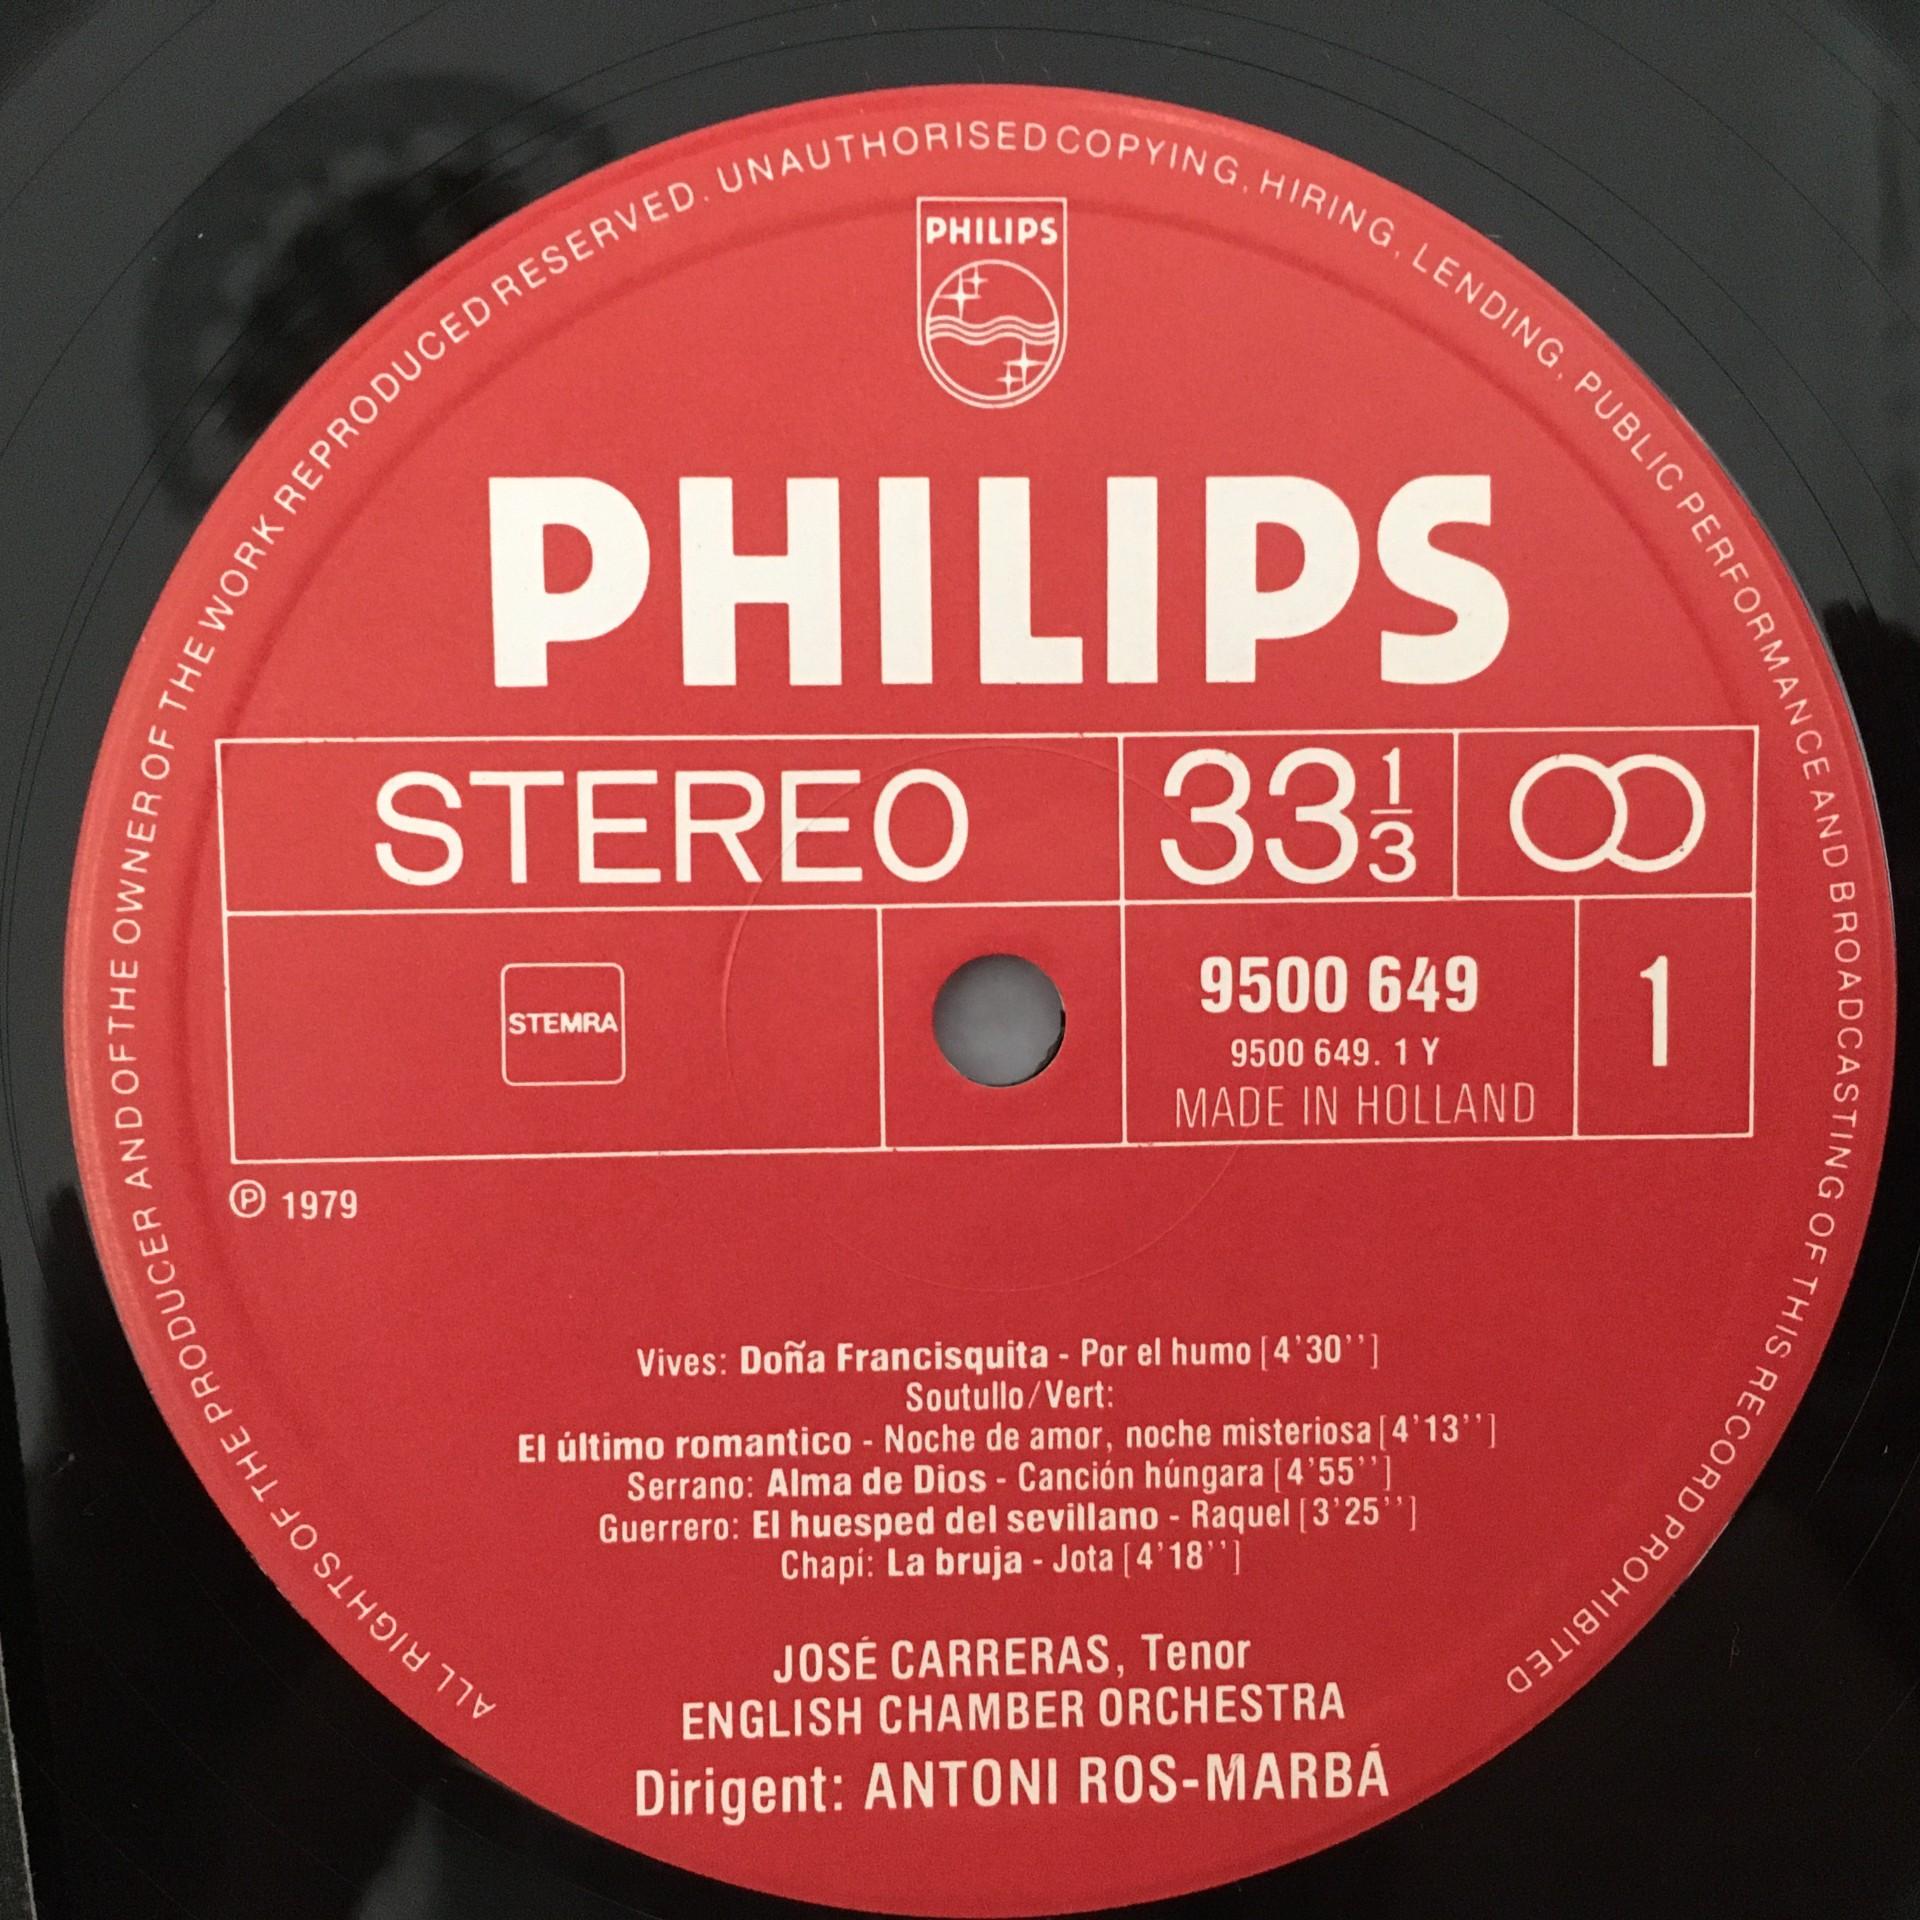 ALL RIGHTS OF THE PRODUCER AND OF THE OWNER OF THE WORK REPRODUCED RESERVED. UNAUTHORISED COPYING, HIRING, LENDING, PUBLIC PERFORMANCE AND BROADCASTING OF THIS RECORD PROHIBITED
PHILIPS
PHILIPS
STEREO 33 1/3
STEMRA
9500 649
9500 649. 1 Y
MADE IN HOLLAND
1
Ⓟ 1979
Vives: Doña Francisquita - Por el humo [4'30'']
Soutullo/Vert:
El último romantico - Noche de amor, noche misteriosa [4'13'']
Serrano: Alma de Dios - Canción húngara [4'55'']
Guerrero: El huesped del sevillano - Raquel [3'25'']
Chapí: La bruja - Jota [4'18'']
JOSÉ CARRERAS, Tenor
ENGLISH CHAMBER ORCHESTRA
Dirigent: ANTONI ROS-MARBÁ